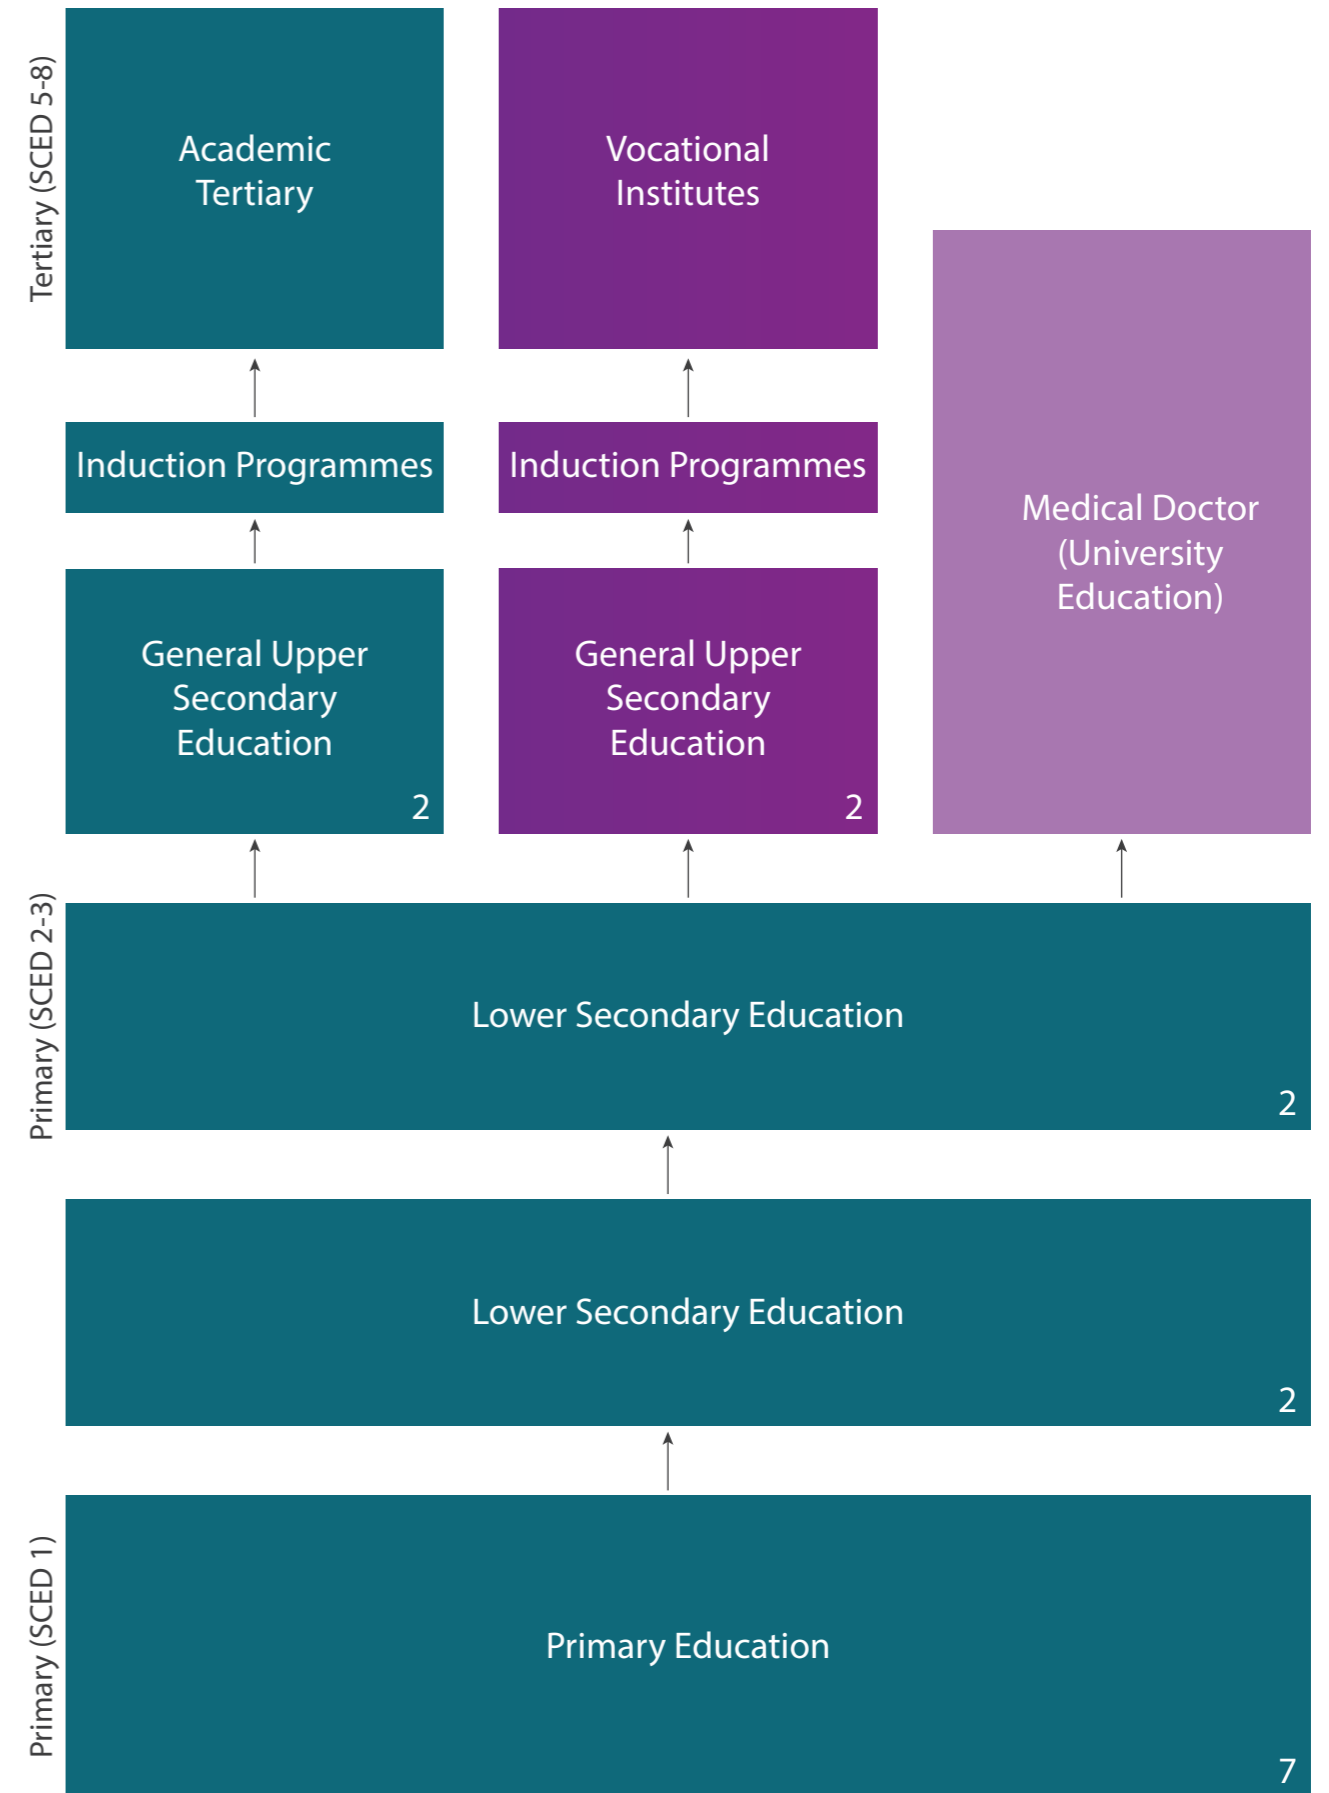 Tertiary (SCED 5-8)
Academic
Tertiary
Vocational
Institutes
Induction Programmes
Induction Programmes
Medical Doctor
(University
Education)
General Upper
Secondary
Education
2
General Upper
Secondary
Education
2
Primary (SCED 2-3)
Lower Secondary Education
2
Lower Secondary Education
2
Primary (SCED 1)
Primary Education
7